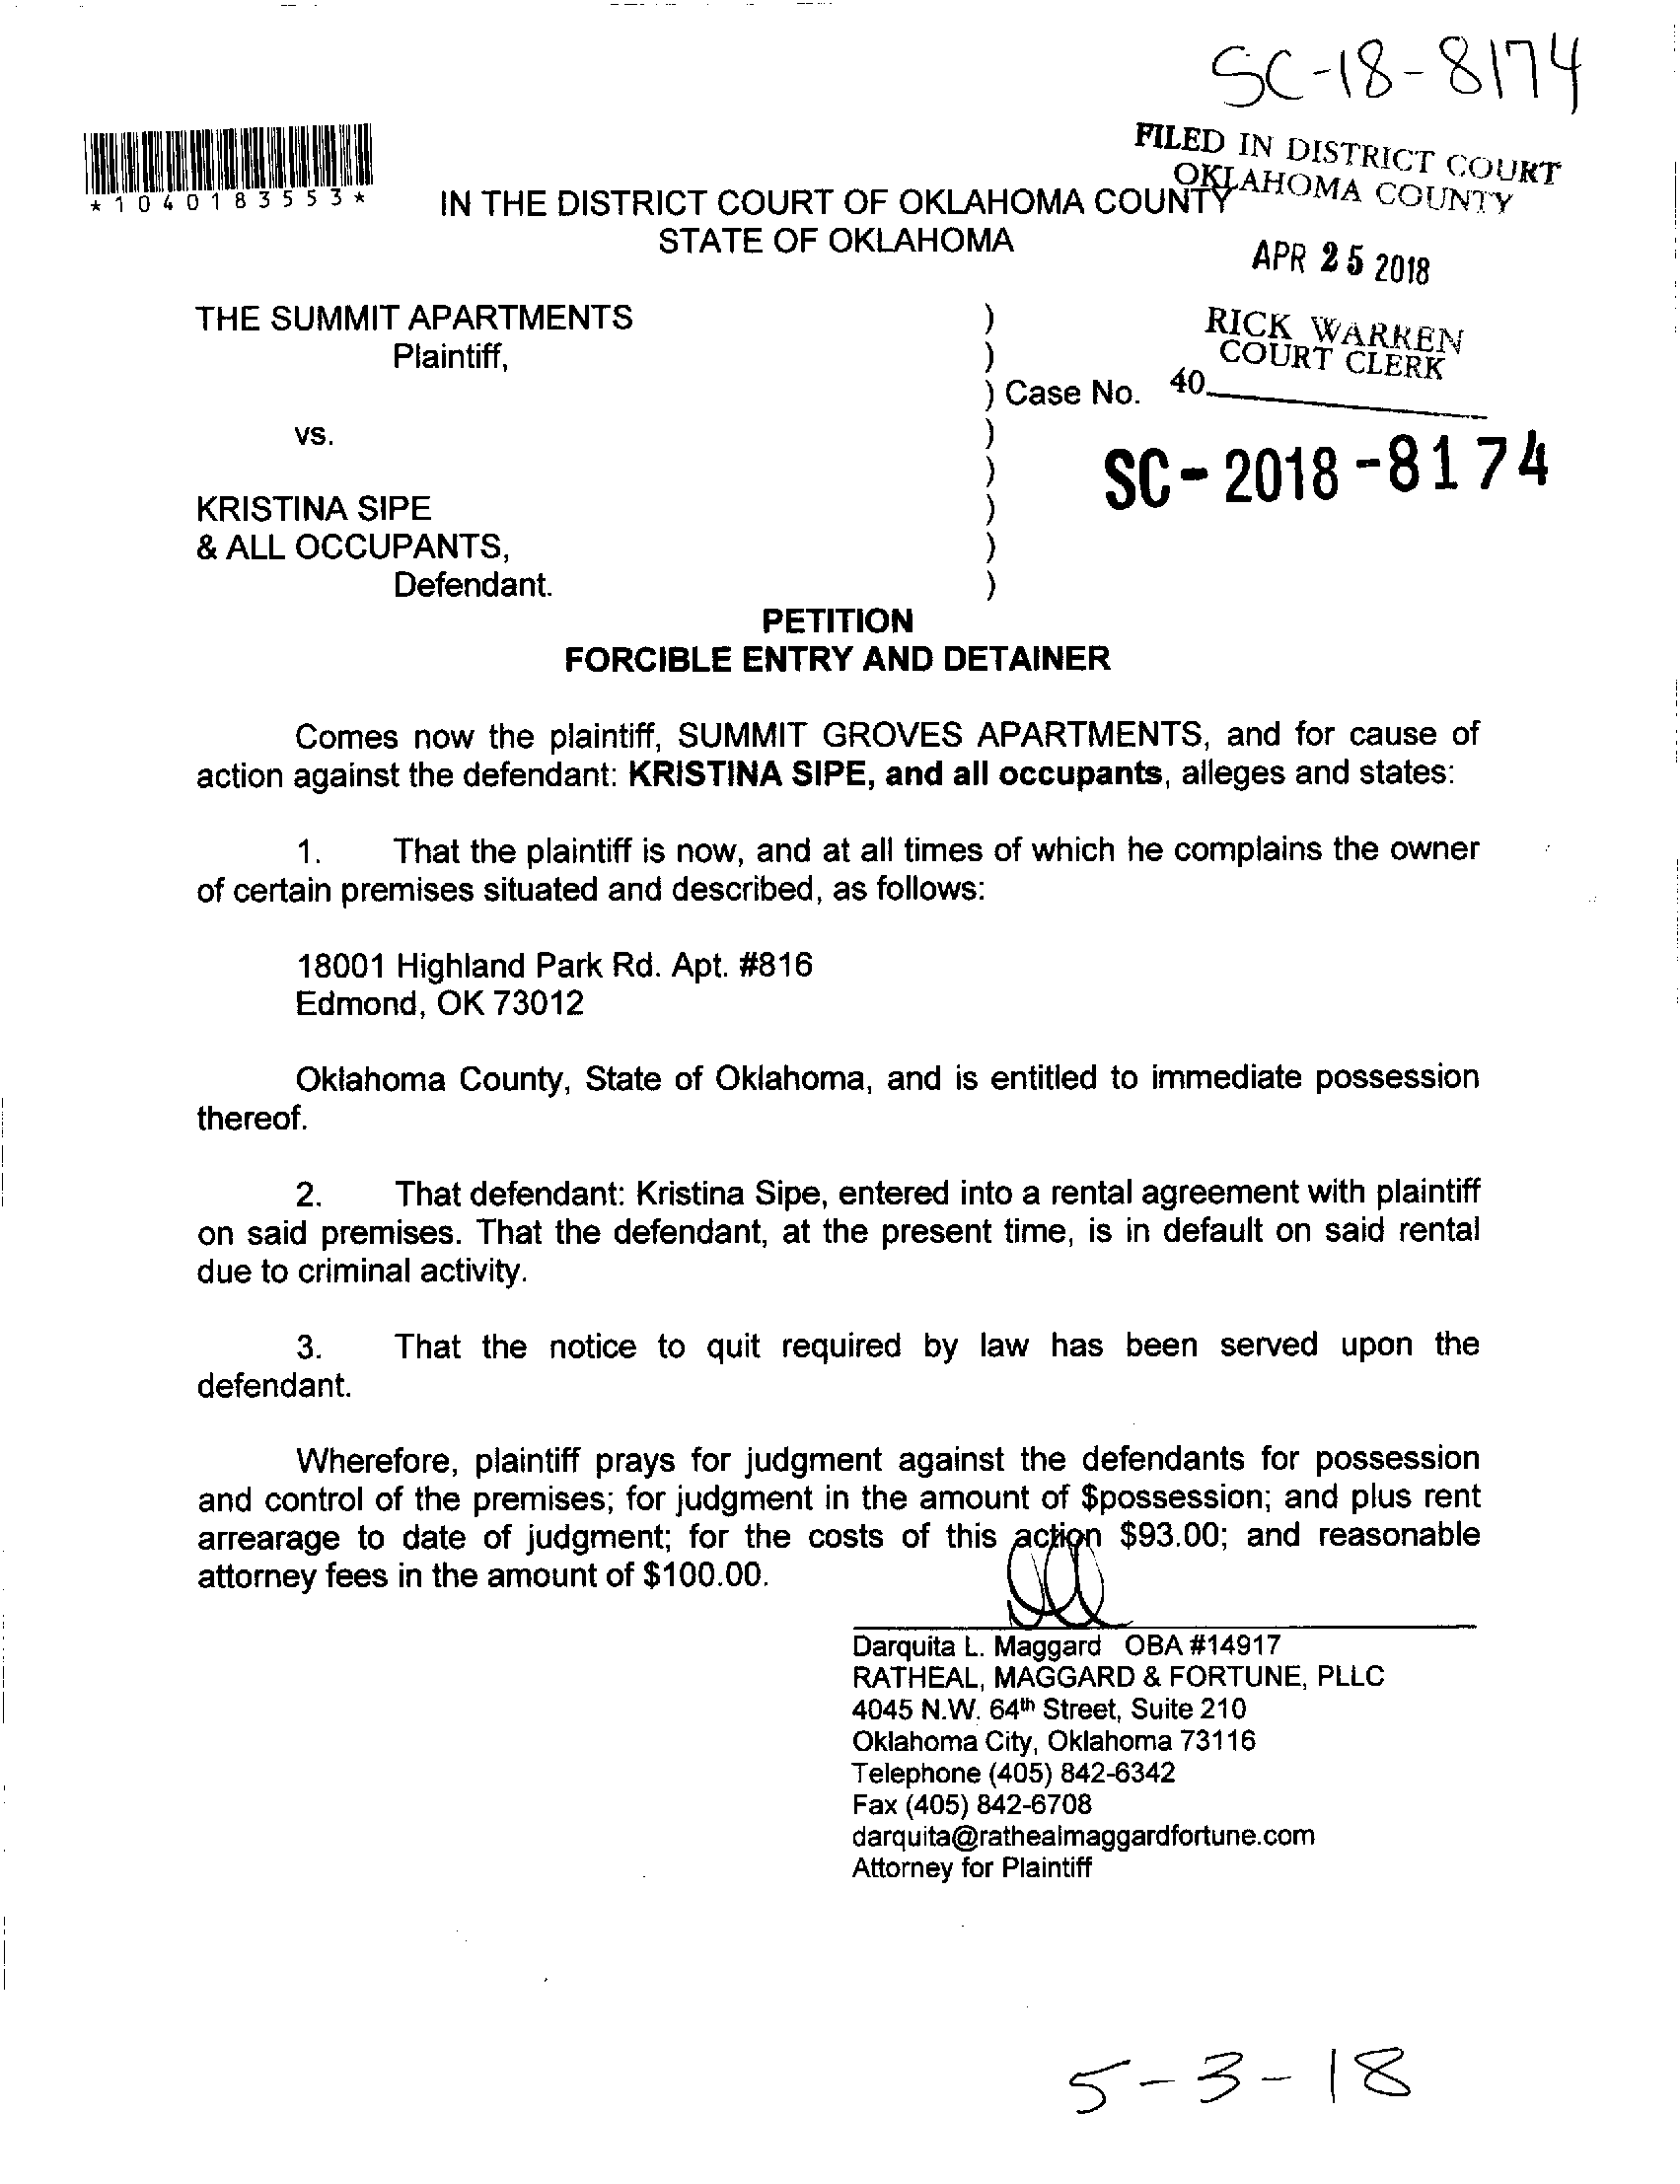 SC-18-8174
FILED IN DISTRICT COURT
OKLAHOMA COUNTY
*1040183553*
IN THE DISTRICT COURT OF OKLAHOMA COUNTY
STATE OF OKLAHOMA
APR 25 2018
THE SUMMIT APARTMENTS )
Plaintiff, )
RICK WARREN
COURT CLERK
) Case No. 40
vs. )
)
SC-2018-8174
KRISTINA SIPE )
& ALL OCCUPANTS, )
Defendant. )
PETITION
FORCIBLE ENTRY AND DETAINER
Comes now the plaintiff, SUMMIT GROVES APARTMENTS, and for cause of
action against the defendant: KRISTINA SIPE, and all occupants, alleges and states:
1. That the plaintiff is now, and at all times of which he complains the owner
of certain premises situated and described, as follows:
18001 Highland Park Rd. Apt. #816
Edmond, OK 73012
Oklahoma County, State of Oklahoma, and is entitled to immediate possession
thereof.
2. That defendant: Kristina Sipe, entered into a rental agreement with plaintiff
on said premises. That the defendant, at the present time, is in default on said rental
due to criminal activity.
3. That the notice to quit required by law has been served upon the
defendant.
Wherefore, plaintiff prays for judgment against the defendants for possession
and control of the premises; for judgment in the amount of $possession; and plus rent
arrearage to date of judgment; for the costs of this action $93.00; and reasonable
attorney fees in the amount of $100.00.
Darquita L. Maggard OBA #14917
RATHEAL, MAGGARD & FORTUNE, PLLC
4045 N.W. 64th Street, Suite 210
Oklahoma City, Oklahoma 73116
Telephone (405) 842-6342
Fax (405) 842-6708
darquita@rathealmaggardfortune.com
Attorney for Plaintiff
5-3-18